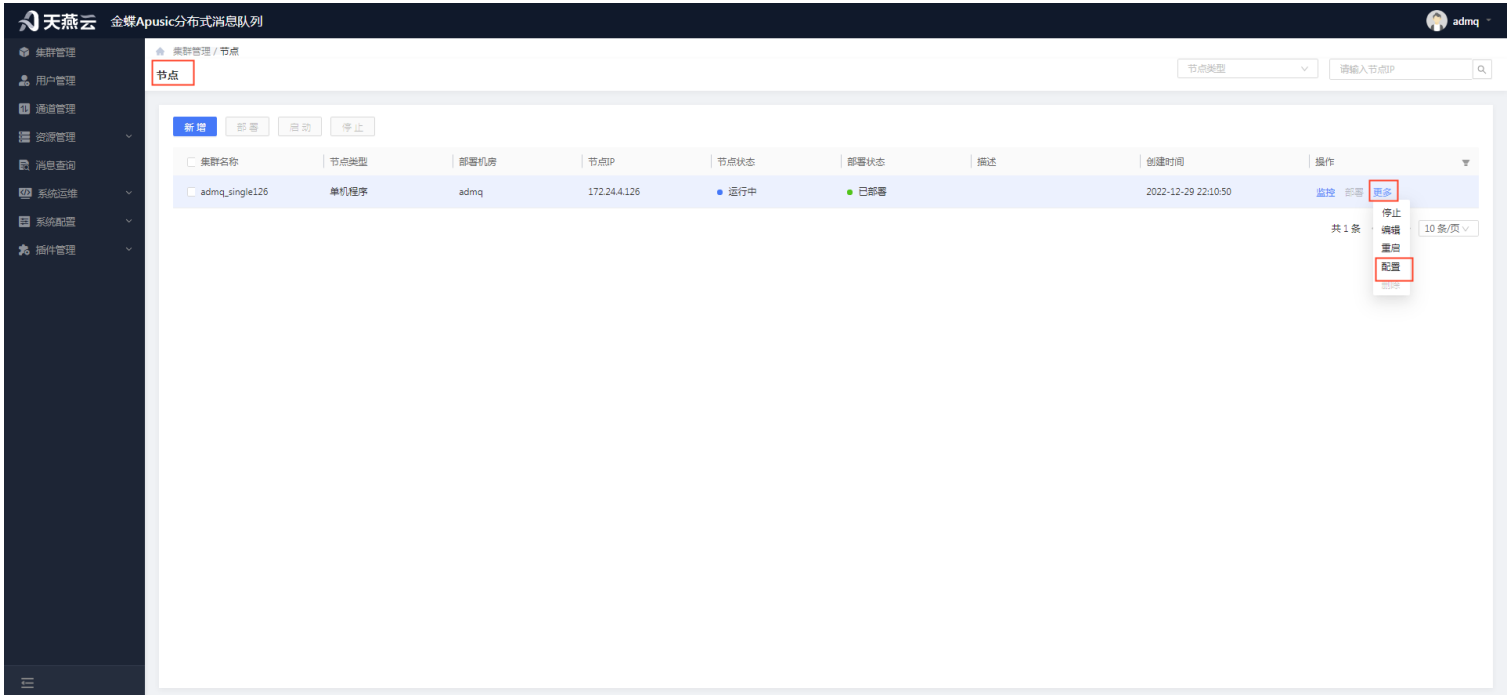 天燕云 金蝶Apusic分布式消息队列 admq
集群管理
用户管理
通道管理
资源管理
消息查询
系统运维
系统配置
插件管理
集群管理 / 节点
节点 节点类型 请输入节点IP
新增 部署 启动 停止
集群名称 节点类型 部署机房 节点IP 节点状态 部署状态 描述 创建时间 操作
admq_single126 单机程序 admq 172.24.4.126 运行中 已部署 2022-12-29 22:10:50 监控 部署 更多
停止
编辑
重启
配置
删除
共 1 条 10 条/页